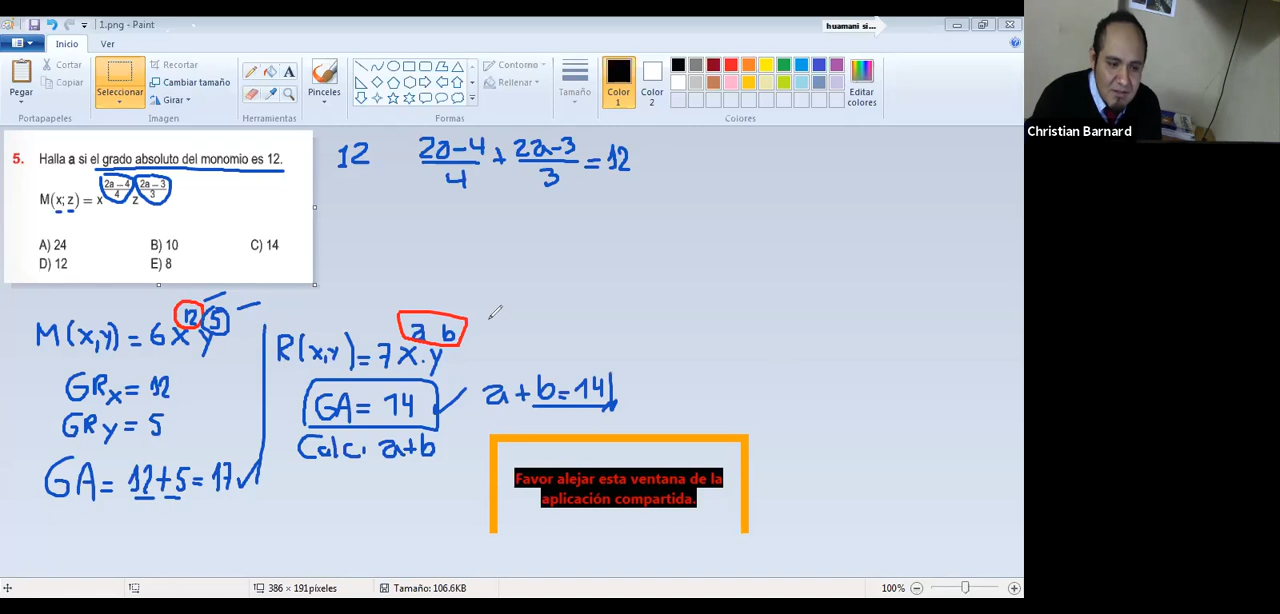 1.png - Paint
huamani si...
Inicio
Ver
Pegar
Cortar
Copiar
Portapapeles
Seleccionar
Recortar
Cambiar tamaño
Girar
Imagen
A
Herramientas
Pinceles
Contorno
Rellenar
Formas
Tamaño
Color 1
Color 2
Editar colores
Colores
Christian Barnard
5. Halla a si el grado absoluto del monomio es 12.
M(x; z) = x^{\frac{2a-4}{4}} z^{\frac{2a-3}{3}}
A) 24 B) 10 C) 14
D) 12 E) 8
12 \frac{2a-4}{4} + \frac{2a-3}{3} = 12
M(x,y) = 6x^{12} y^{5}
GRx = 12
GRy = 5
GA = 12+5 = 17
R(x,y) = 7x^{a} . y^{b}
GA = 14
Calc: a+b
a + b = 14
Favor alejar esta ventana de la
aplicación compartida.
386 × 191píxeles
Tamaño: 106.6KB
100%